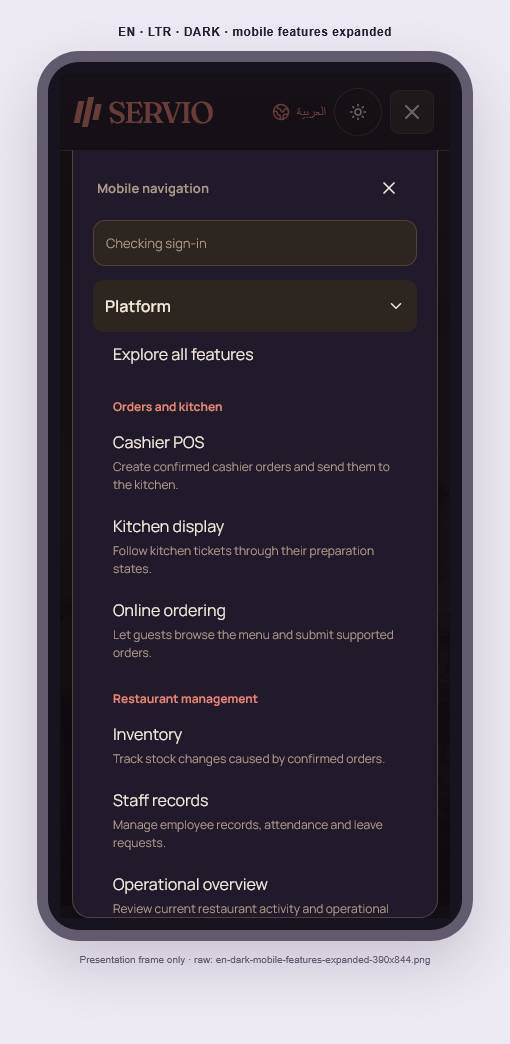 EN · LTR · DARK · mobile features expanded
SERVIO
العربية
Mobile navigation
Checking sign-in
Platform
Explore all features
Orders and kitchen
Cashier POS
Create confirmed cashier orders and send them to
the kitchen.
Kitchen display
Follow kitchen tickets through their preparation
states.
Online ordering
Let guests browse the menu and submit supported
orders.
Restaurant management
Inventory
Track stock changes caused by confirmed orders.
Staff records
Manage employee records, attendance and leave
requests.
Operational overview
Review current restaurant activity and operational
Presentation frame only · raw: en-dark-mobile-features-expanded-390x844.png